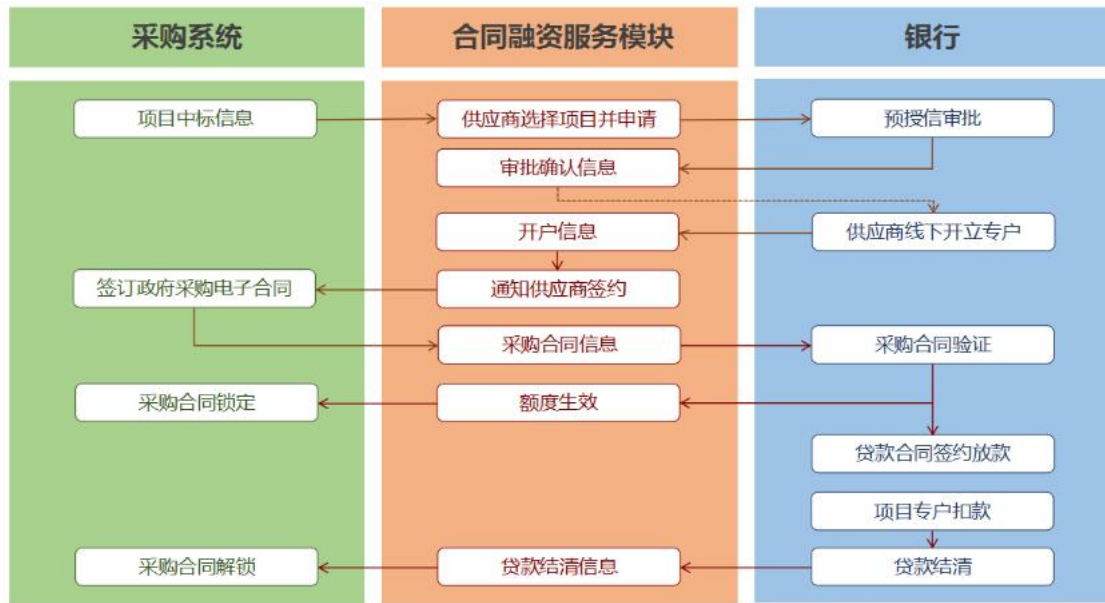 采购系统
合同融资服务模块
银行
项目中标信息
供应商选择项目并申请
预授信审批
审批确认信息
开户信息
供应商线下开立专户
签订政府采购电子合同
通知供应商签约
采购合同信息
采购合同验证
采购合同锁定
额度生效
贷款合同签约放款
项目专户扣款
采购合同解锁
贷款结清信息
贷款结清